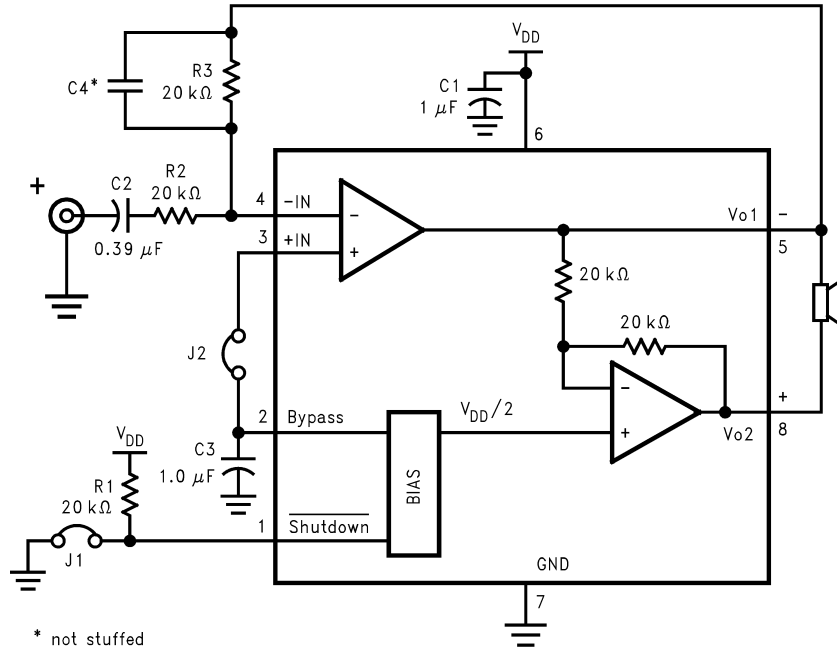 V_DD
C1
1 μF
R3
20 kΩ
C4*
6
R2
20 kΩ
C2
+
0.39 μF
4
-IN
-
3
+IN
+
Vo1
-
5
20 kΩ
20 kΩ
J2
-
+
V_DD/2
+
Vo2
8
2
Bypass
C3
1.0 μF
BIAS
V_DD
R1
20 kΩ
1
Shutdown
J1
GND
7
* not stuffed